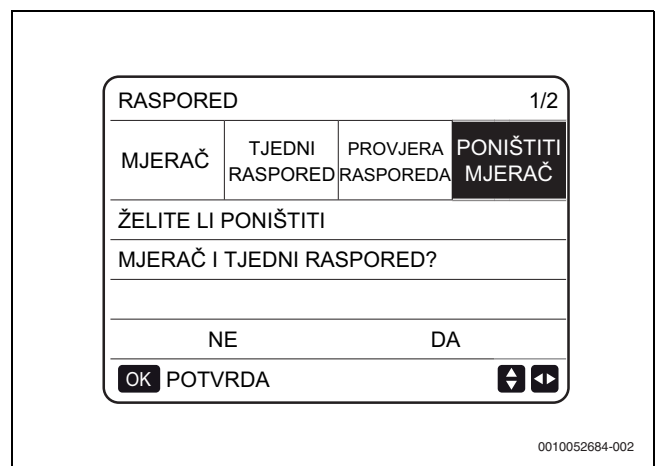 RASPORED 1/2
MJERAČ TJEDNI RASPORED PROVJERA RASPOREDA PONIŠTITI MJERAČ
ŽELITE LI PONIŠTITI
MJERAČ I TJEDNI RASPORED?
NE DA
OK POTVRDA
0010052684-002